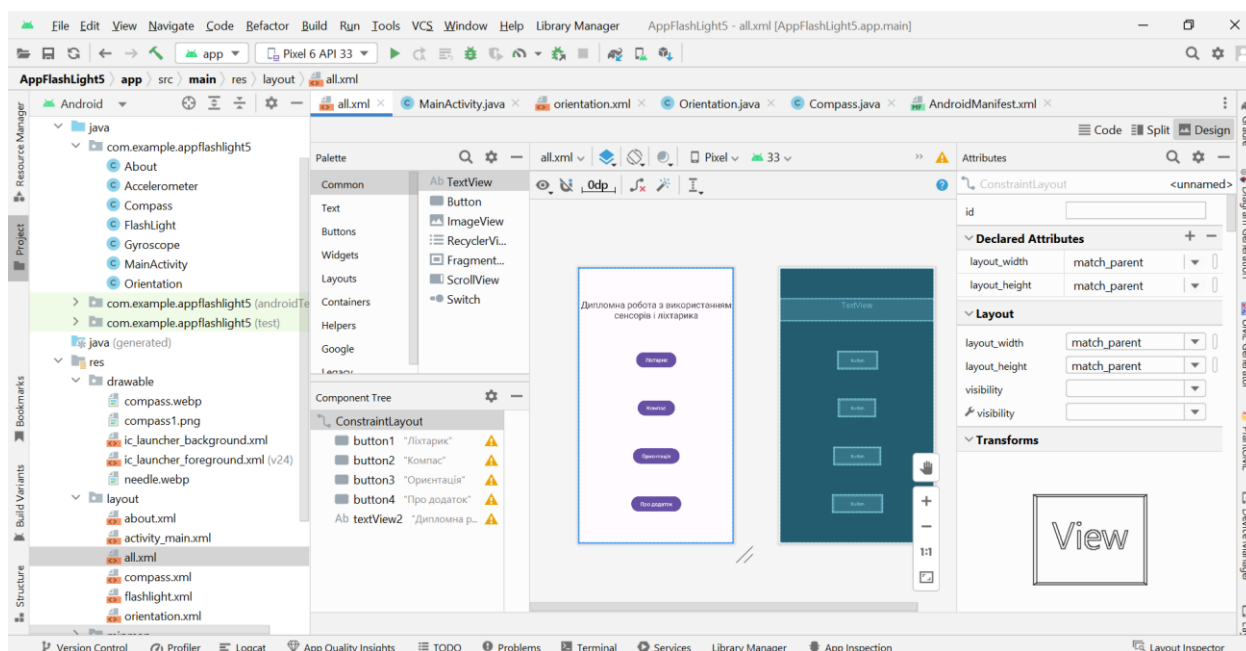 File Edit View Navigate Code Refactor Build Run Tools VCS Window Help Library Manager AppFlashLight5 - all.xml [AppFlashLight5.app.main]
app Pixel 6 API 33
AppFlashLight5 app src main res layout all.xml
Android all.xml MainActivity.java orientation.xml Orientation.java Compass.java AndroidManifest.xml
Code Split Design
Resource Manager
Project
Bookmarks
Build Variants
Structure
java
com.example.appflashlight5
About
Accelerometer
Compass
FlashLight
Gyroscope
MainActivity
Orientation
com.example.appflashlight5 (androidTe
com.example.appflashlight5 (test)
java (generated)
res
drawable
compass.webp
compass1.png
ic_launcher_background.xml
ic_launcher_foreground.xml (v24)
needle.webp
layout
about.xml
activity_main.xml
all.xml
compass.xml
flashlight.xml
orientation.xml
Palette
Common
Text
Buttons
Widgets
Layouts
Containers
Helpers
Google
Legacy
Ab TextView
Button
ImageView
RecyclerVi...
Fragment...
ScrollView
Switch
Component Tree
ConstraintLayout
button1 "Ліхтарик"
button2 "Компас"
button3 "Ориєнтація"
button4 "Про додаток"
Ab textView2 "Дипломна р...
all.xml Pixel 33
0dp
Дипломна робота з використанням
сенсорів і ліхтарика
Ліхтарик
Компас
Ориєнтація
Про додаток
TextView
Button
Button
Button
Button
1:1
Attributes
ConstraintLayout <unnamed>
id
Declared Attributes
layout_width match_parent
layout_height match_parent
Layout
layout_width match_parent
layout_height match_parent
visibility
visibility
Transforms
View
Gradle
Device Manager
Version Control Profiler Logcat App Quality Insights TODO Problems Terminal Services Library Manager App Inspection Layout Inspector